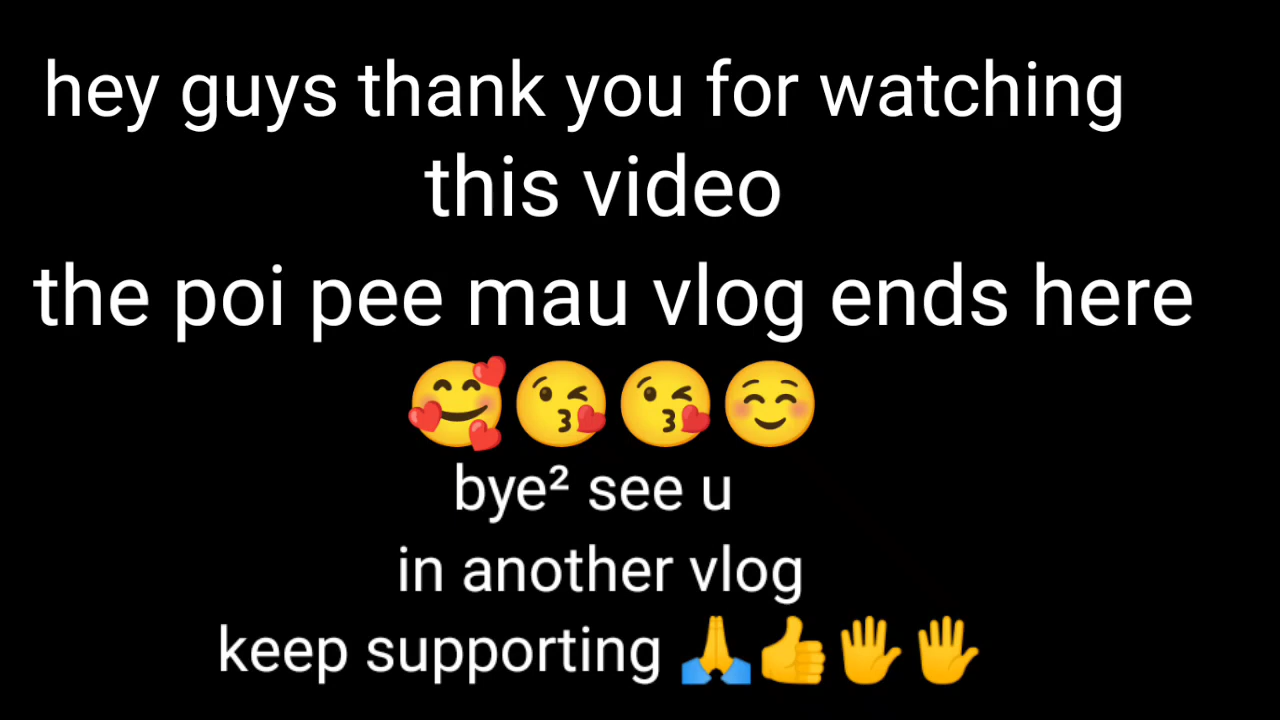 hey guys thank you for watching
this video
the poi pee mau vlog ends here
🥰😘😘☺️
bye² see u
in another vlog
keep supporting 🙏👍🖐️🖐️